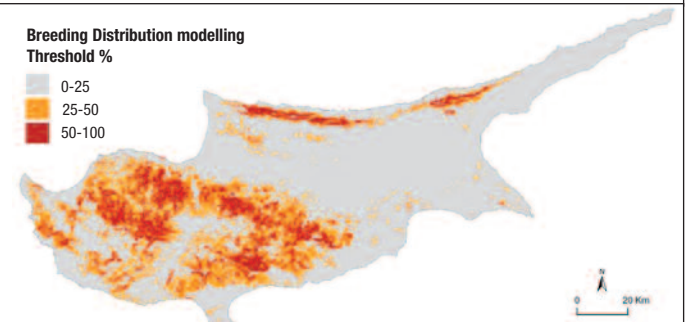 Breeding Distribution modelling
Threshold %
0-25
25-50
50-100
N
0 20 Km